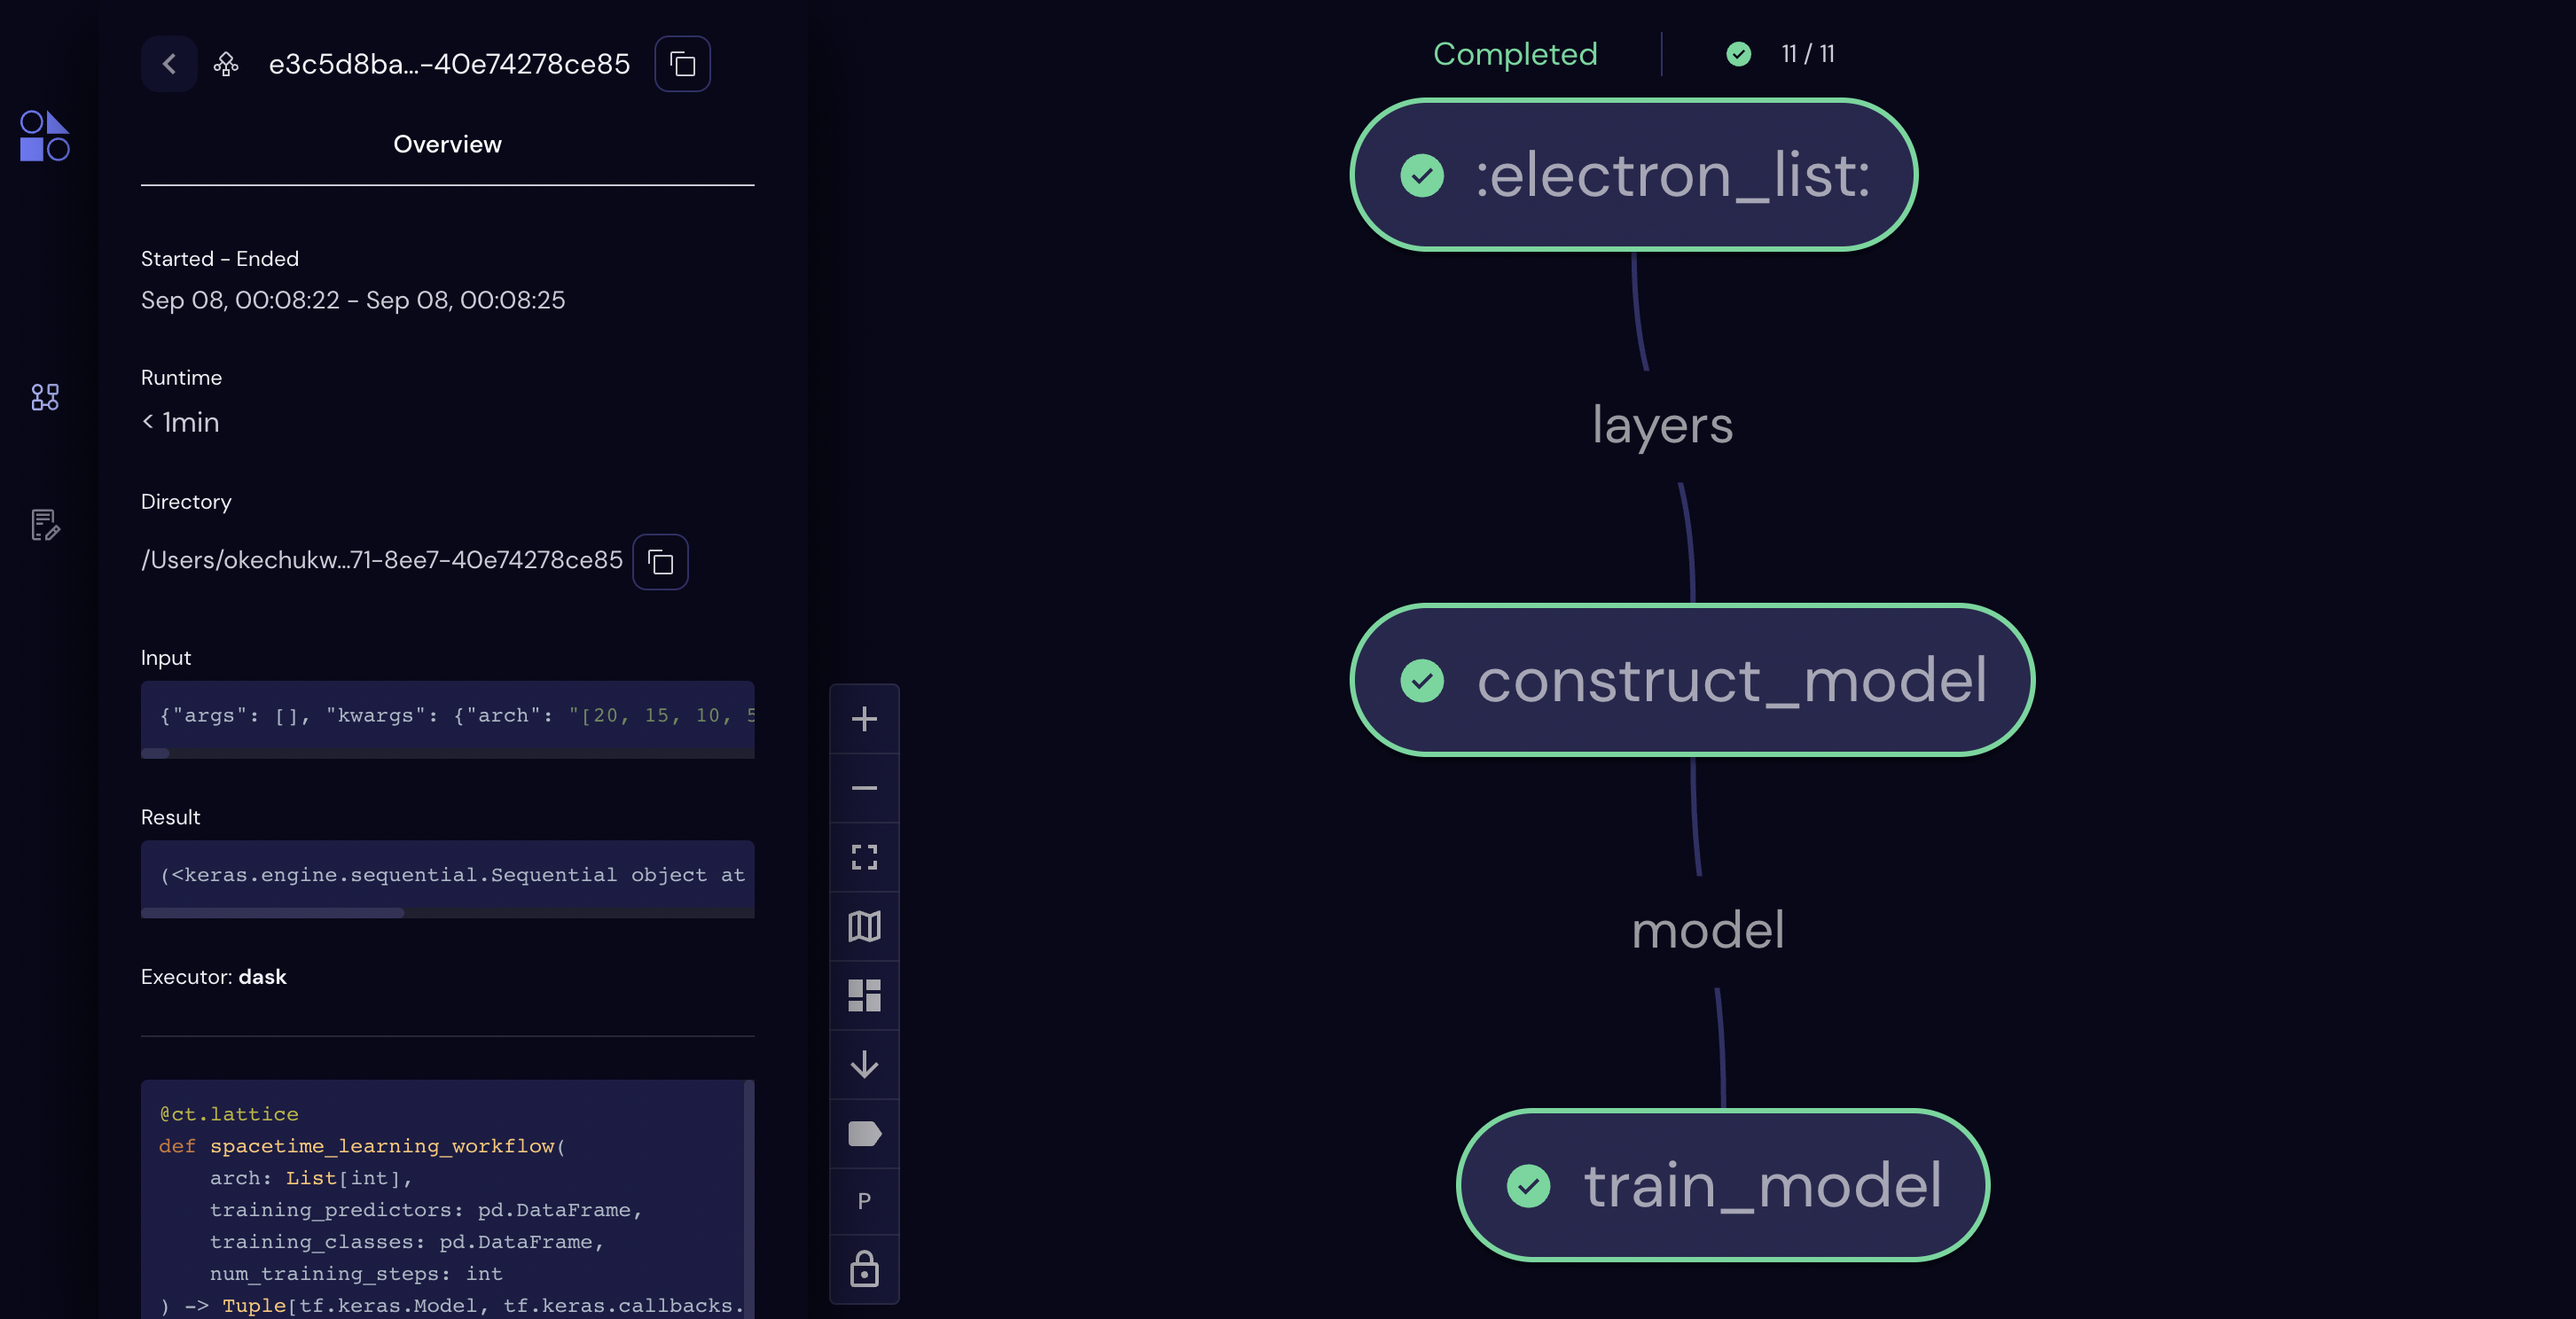 e3c5d8ba...-40e74278ce85
Overview
Started - Ended
Sep 08, 00:08:22 - Sep 08, 00:08:25
Runtime
< 1min
Directory
/Users/okechukw...71-8ee7-40e74278ce85
Input
{"args": [], "kwargs": {"arch": "[20, 15, 10, 5
Result
(<keras.engine.sequential.Sequential object at
Executor: dask
@ct.lattice
def spacetime_learning_workflow(
    arch: List[int],
    training_predictors: pd.DataFrame,
    training_classes: pd.DataFrame,
    num_training_steps: int
) -> Tuple[tf.keras.Model, tf.keras.callbacks.
P
Completed
11 / 11
:electron_list:
layers
construct_model
model
train_model